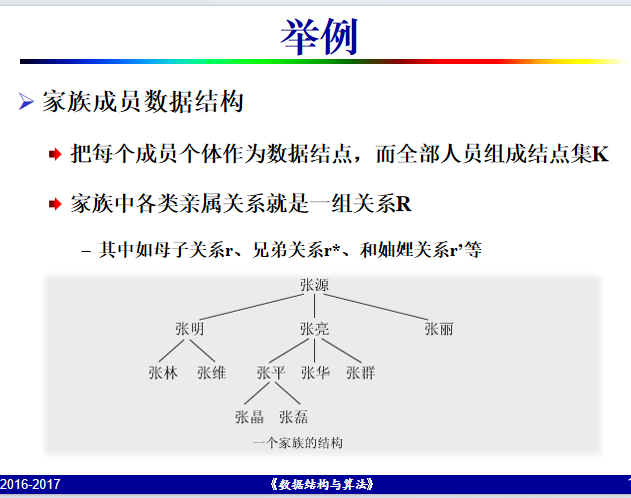 举例
家族成员数据结构
把每个成员个体作为数据结点，而全部人员组成结点集K
家族中各类亲属关系就是一组关系R
– 其中如母子关系r、兄弟关系r*、和妯娌关系r’等
张源
张明 张亮 张丽
张林 张维 张平 张华 张群
张晶 张磊
一个家族的结构
2016-2017 《数据结构与算法》 1